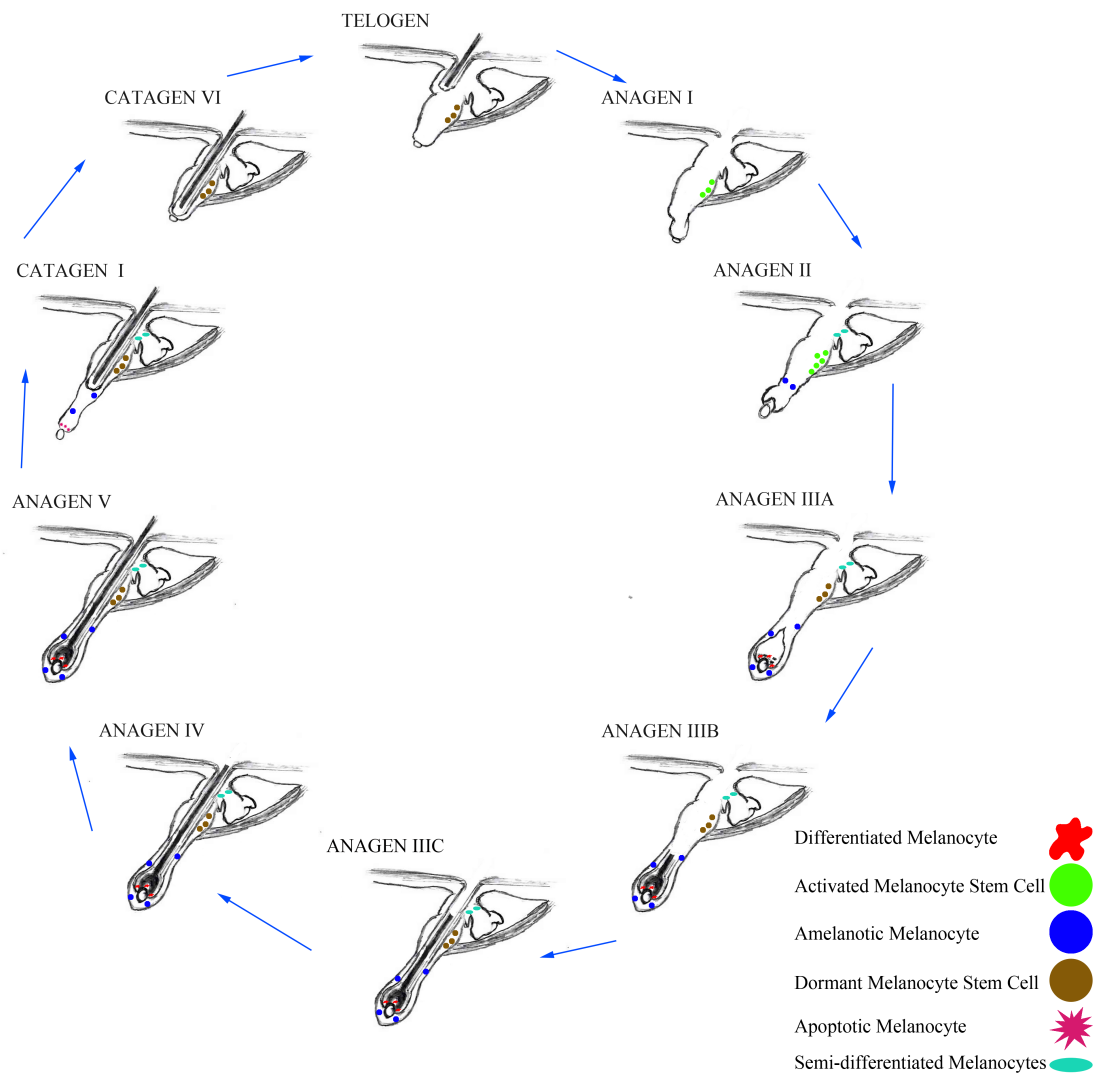 TELOGEN
CATAGEN VI
ANAGEN I
CATAGEN I
ANAGEN II
ANAGEN V
ANAGEN IIIA
ANAGEN IV
ANAGEN IIIB
ANAGEN IIIC
Differentiated Melanocyte
Activated Melanocyte Stem Cell
Amelanotic Melanocyte
Dormant Melanocyte Stem Cell
Apoptotic Melanocyte
Semi-differentiated Melanocytes